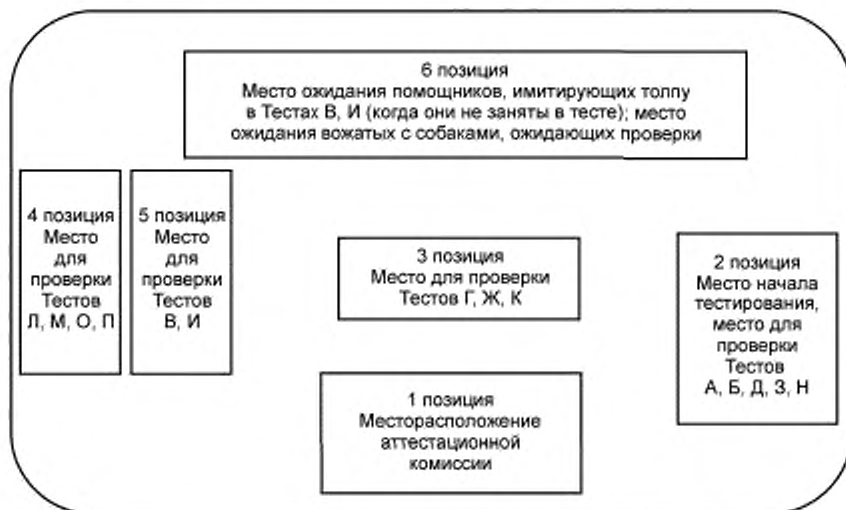 6 позиция
Место ожидания помощников, имитирующих толпу
в Тестах В, И (когда они не заняты в тесте); место
ожидания вожатых с собаками, ожидающих проверки
4 позиция
Место
для
проверки
Тестов
Л, М, О, П
5 позиция
Место
для
проверки
Тестов
В, И
3 позиция
Место для проверки
Тестов Г, Ж, К
2 позиция
Место начала
тестирования,
место для
проверки
Тестов
А, Б, Д, З, Н
1 позиция
Месторасположение
аттестационной
комиссии